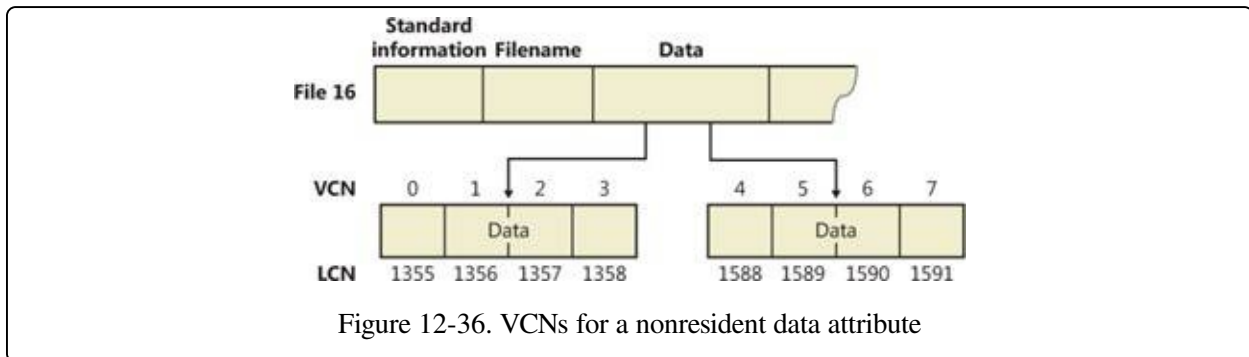 Standard
information Filename Data
File 16
VCN 0 1 2 3 4 5 6 7
Data Data
LCN 1355 1356 1357 1358 1588 1589 1590 1591
Figure 12-36. VCNs for a nonresident data attribute